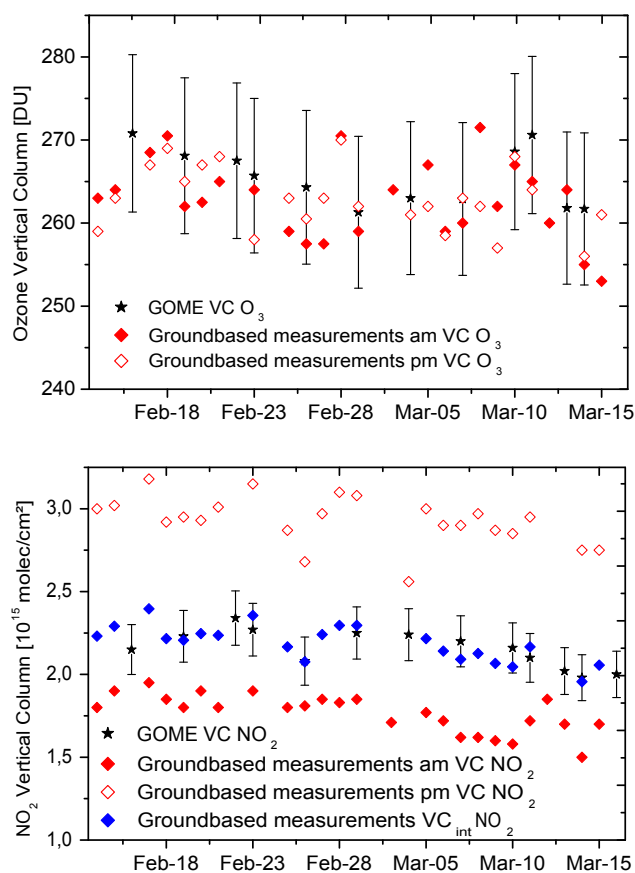 Ozone Vertical Column [DU]
280
270
260
250
240
GOME VC O3
Groundbased measurements am VC O3
Groundbased measurements pm VC O3
Feb-18 Feb-23 Feb-28 Mar-05 Mar-10 Mar-15
NO2 Vertical Column [10^15 molec/cm²]
3,0
2,5
2,0
1,5
1,0
GOME VC NO2
Groundbased measurements am VC NO2
Groundbased measurements pm VC NO2
Groundbased measurements VCint NO2
Feb-18 Feb-23 Feb-28 Mar-05 Mar-10 Mar-15